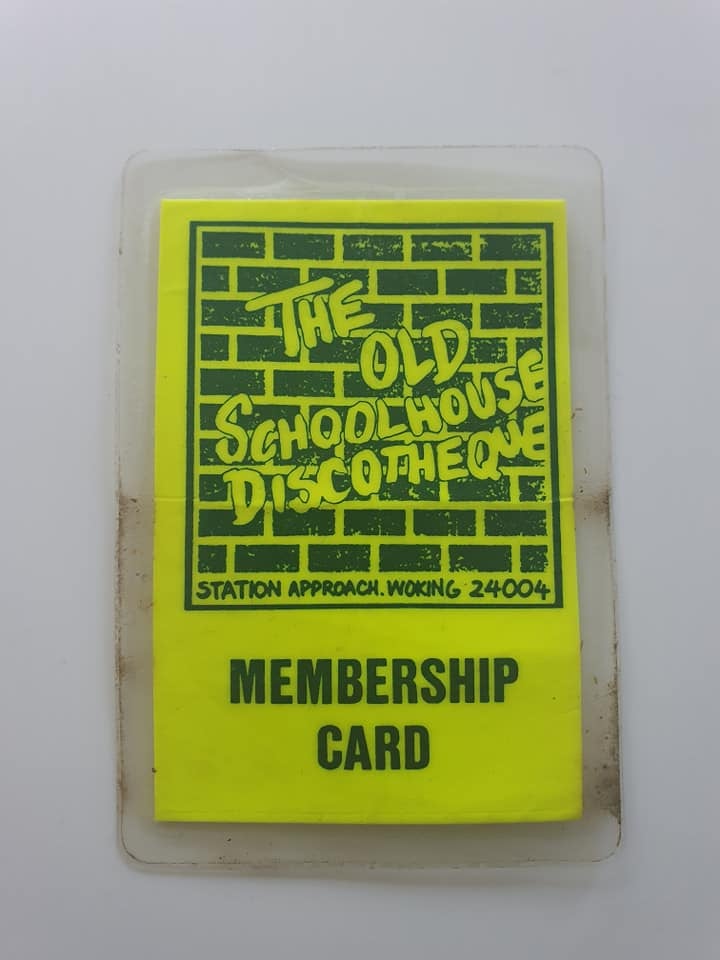 THE
OLD
SCHOOLHOUSE
DISCOTHEQUE
STATION APPROACH. WOKING 24004
MEMBERSHIP
CARD